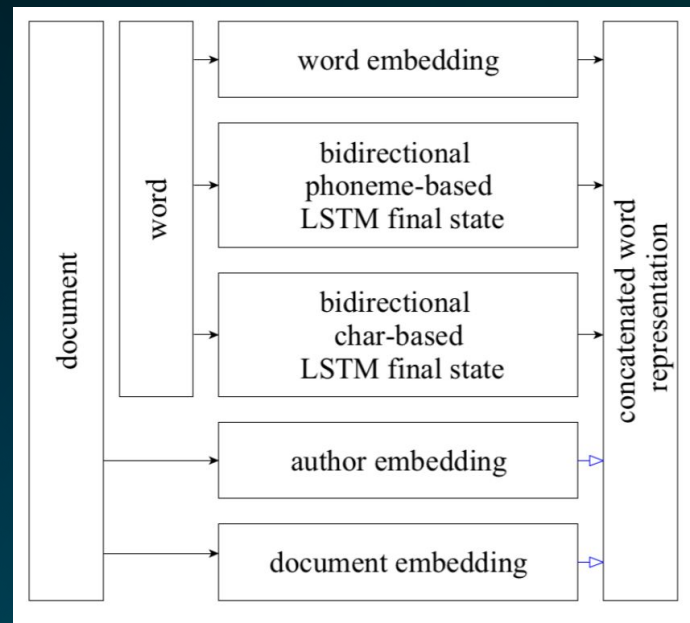 document
word
word embedding
bidirectional
phoneme-based
LSTM final state
bidirectional
char-based
LSTM final state
author embedding
document embedding
concatenated word
representation